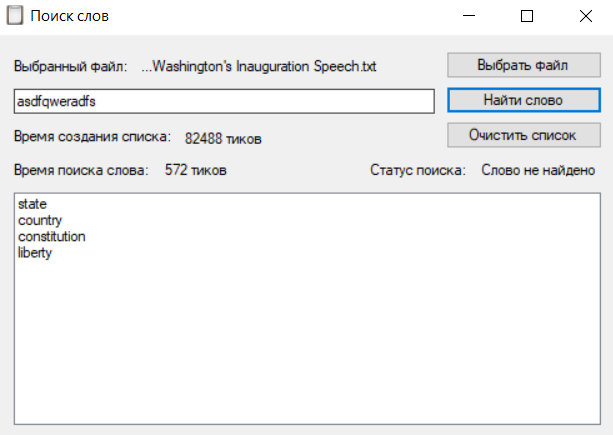 Поиск слов
Выбранный файл: ...Washington's Inauguration Speech.txt Выбрать файл
asdfqweradfs Найти слово
Время создания списка: 82488 тиков Очистить список
Время поиска слова: 572 тиков Статус поиска: Слово не найдено
state
country
constitution
liberty